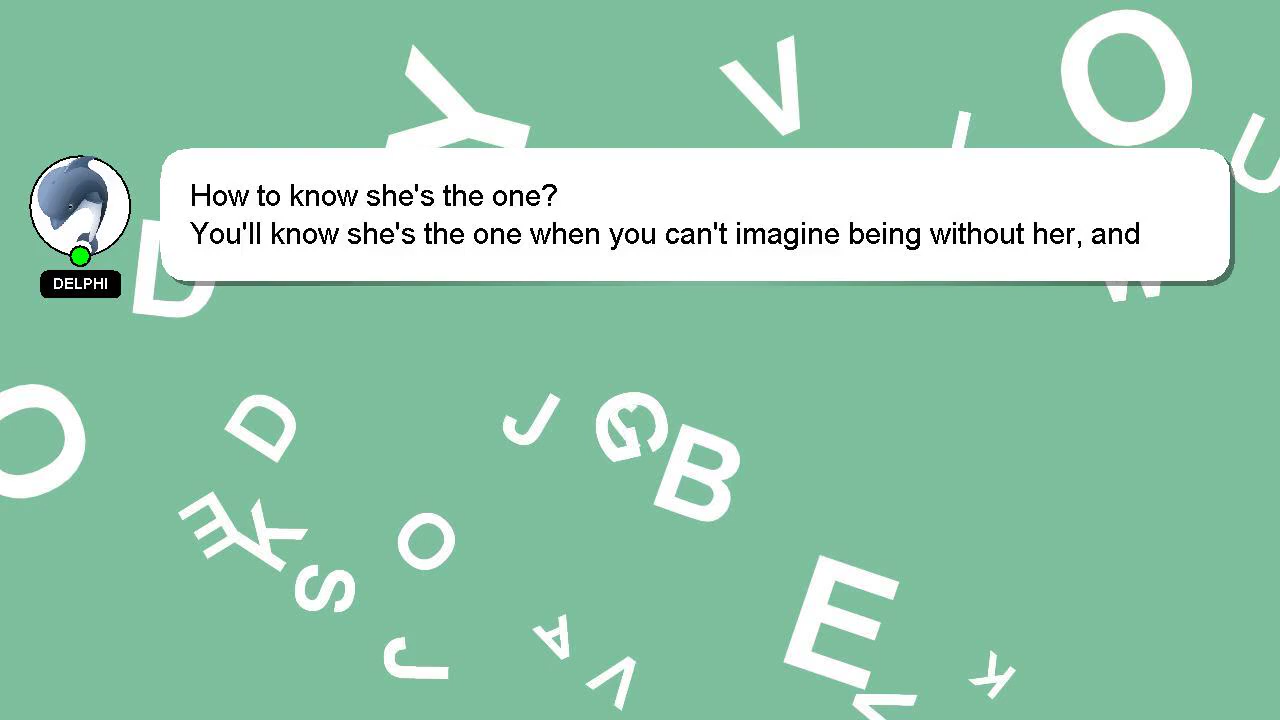 Y V O
L U
How to know she's the one?
You'll know she's the one when you can't imagine being without her, and
DELPHI
D W
O D J G B
E K O
S E
J A V K
V